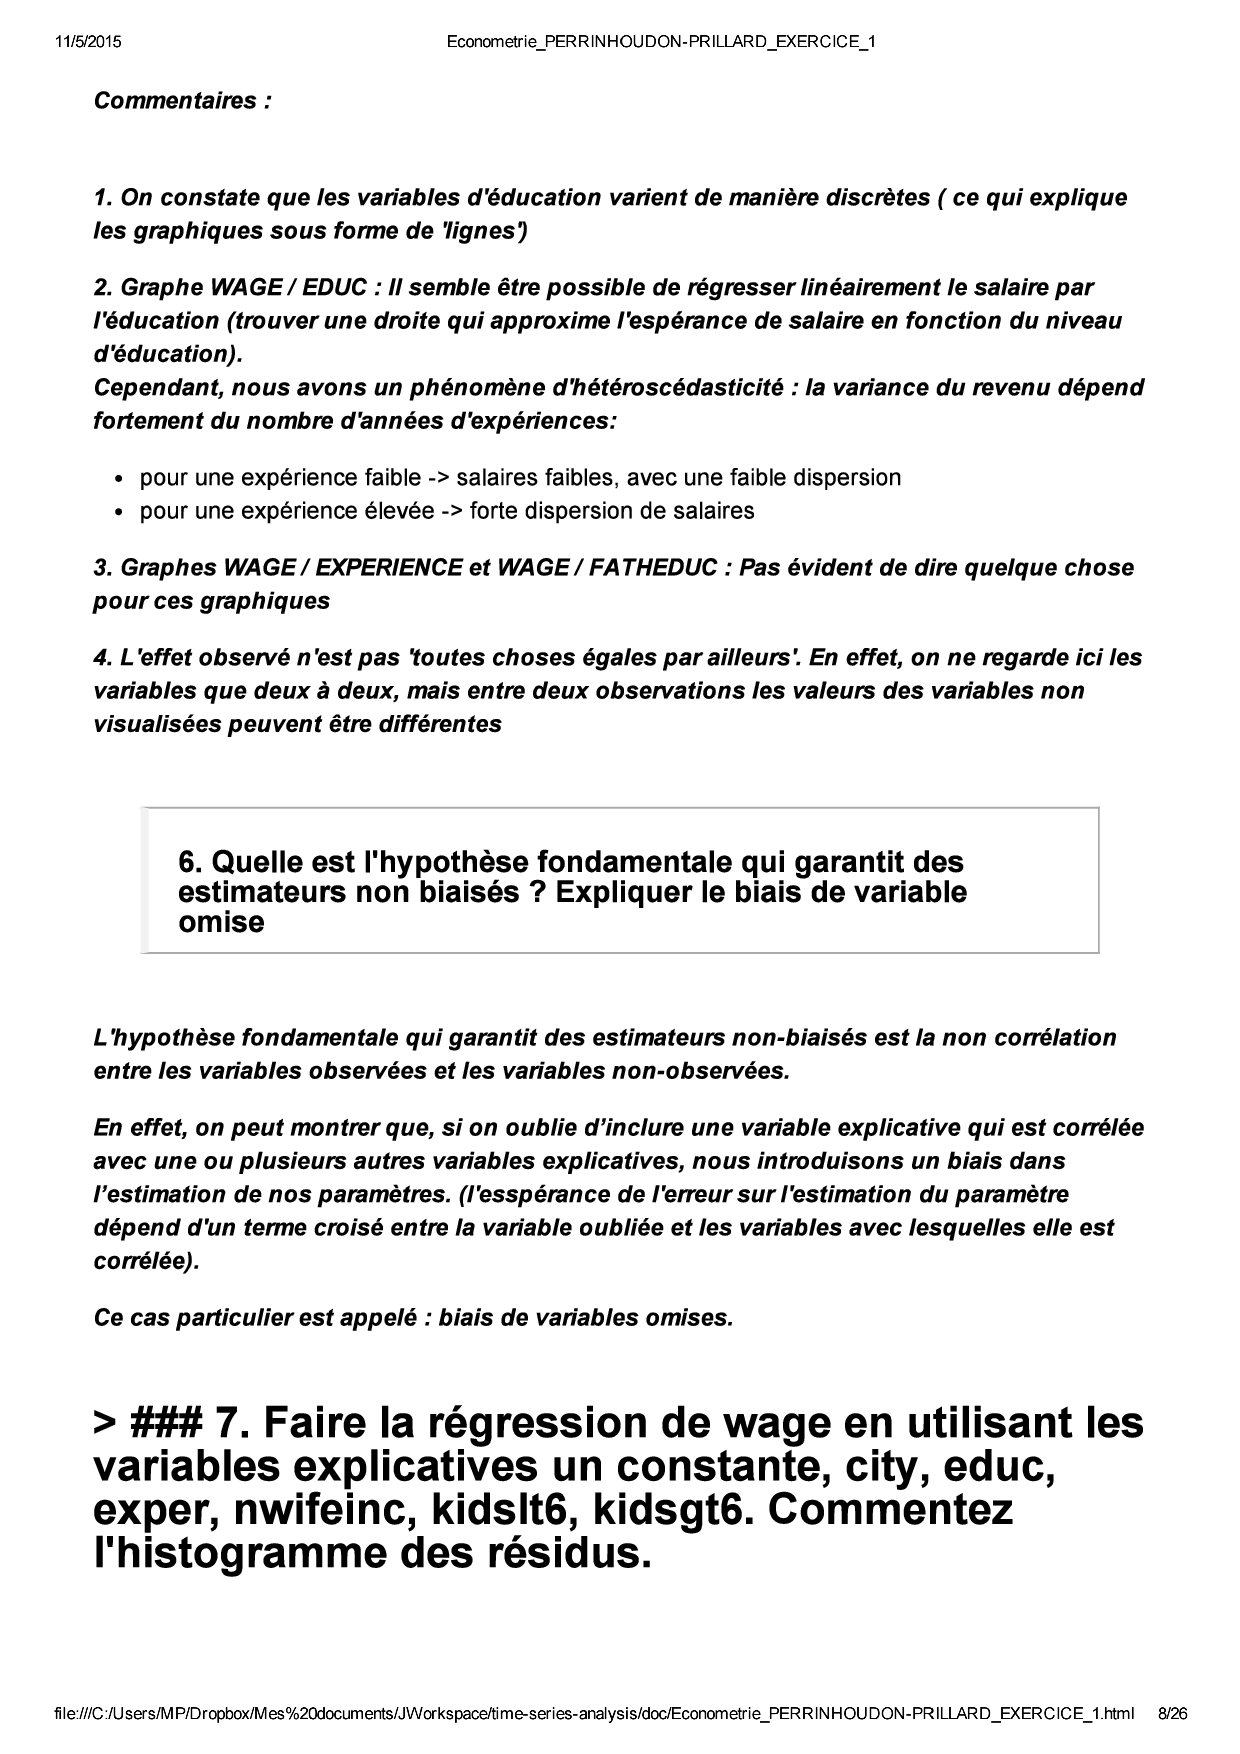 11/5/2015 Econometrie_PERRINHOUDON-PRILLARD_EXERCICE_1
Commentaires :
1. On constate que les variables d'éducation varient de manière discrètes ( ce qui explique
les graphiques sous forme de 'lignes')
2. Graphe WAGE / EDUC : Il semble être possible de régresser linéairement le salaire par
l'éducation (trouver une droite qui approxime l'espérance de salaire en fonction du niveau
d'éducation).
Cependant, nous avons un phénomène d'hétéroscédasticité : la variance du revenu dépend
fortement du nombre d'années d'expériences:
• pour une expérience faible -> salaires faibles, avec une faible dispersion
• pour une expérience élevée -> forte dispersion de salaires
3. Graphes WAGE / EXPERIENCE et WAGE / FATHEDUC : Pas évident de dire quelque chose
pour ces graphiques
4. L'effet observé n'est pas 'toutes choses égales par ailleurs'. En effet, on ne regarde ici les
variables que deux à deux, mais entre deux observations les valeurs des variables non
visualisées peuvent être différentes
6. Quelle est l'hypothèse fondamentale qui garantit des
estimateurs non biaisés ? Expliquer le biais de variable
omise
L'hypothèse fondamentale qui garantit des estimateurs non-biaisés est la non corrélation
entre les variables observées et les variables non-observées.
En effet, on peut montrer que, si on oublie d’inclure une variable explicative qui est corrélée
avec une ou plusieurs autres variables explicatives, nous introduisons un biais dans
l’estimation de nos paramètres. (l'esspérance de l'erreur sur l'estimation du paramètre
dépend d'un terme croisé entre la variable oubliée et les variables avec lesquelles elle est
corrélée).
Ce cas particulier est appelé : biais de variables omises.
> ### 7. Faire la régression de wage en utilisant les
variables explicatives un constante, city, educ,
exper, nwifeinc, kidslt6, kidsgt6. Commentez
l'histogramme des résidus.
file:///C:/Users/MP/Dropbox/Mes%20documents/JWorkspace/time-series-analysis/doc/Econometrie_PERRINHOUDON-PRILLARD_EXERCICE_1.html 8/26